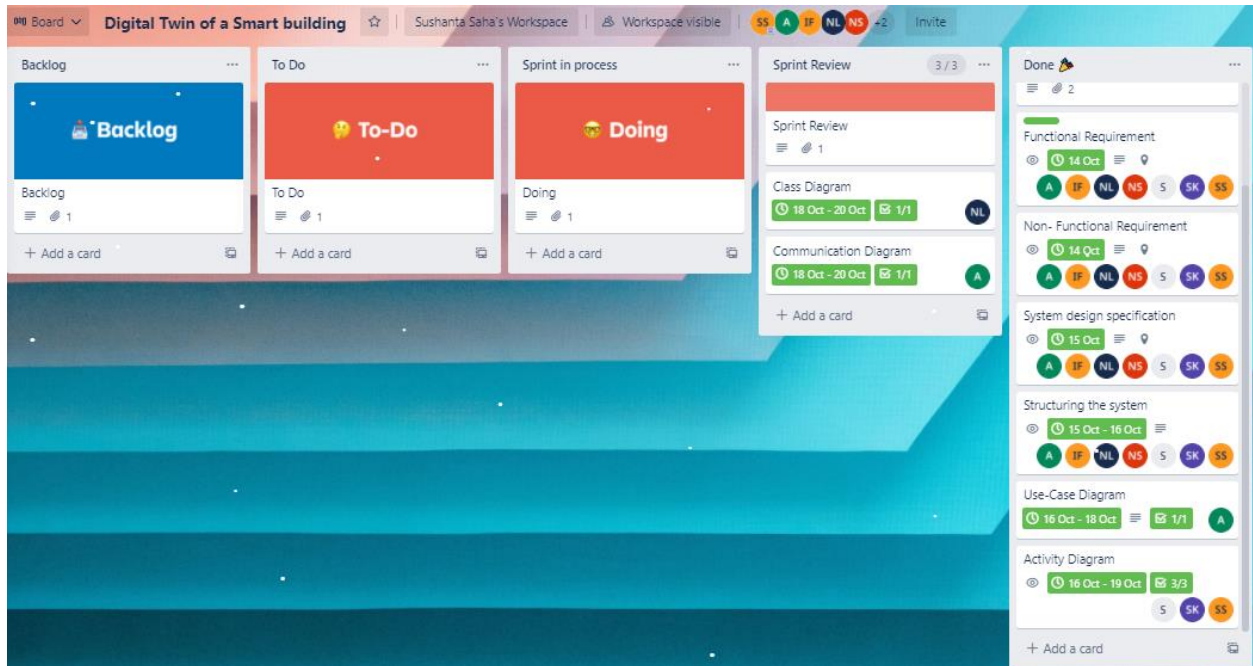 Board Digital Twin of a Smart building Sushanta Saha's Workspace Workspace visible SS A IF NL NS +2 Invite
Backlog
Backlog
Backlog
1
+ Add a card
To Do
To-Do
To Do
1
+ Add a card
Sprint in process
Doing
Doing
1
+ Add a card
Sprint Review 3 / 3
Sprint Review
1
Class Diagram
18 Oct - 20 Oct 1/1 NL
Communication Diagram
18 Oct - 20 Oct 1/1 A
+ Add a card
Done
2
Functional Requirement
14 Oct
A IF NL NS S SK SS
Non- Functional Requirement
14 Oct
A IF NL NS S SK SS
System design specification
15 Oct
A IF NL NS S SK SS
Structuring the system
15 Oct - 16 Oct
A IF NL NS S SK SS
Use-Case Diagram
16 Oct - 18 Oct 1/1 A
Activity Diagram
16 Oct - 19 Oct 3/3
S SK SS
+ Add a card